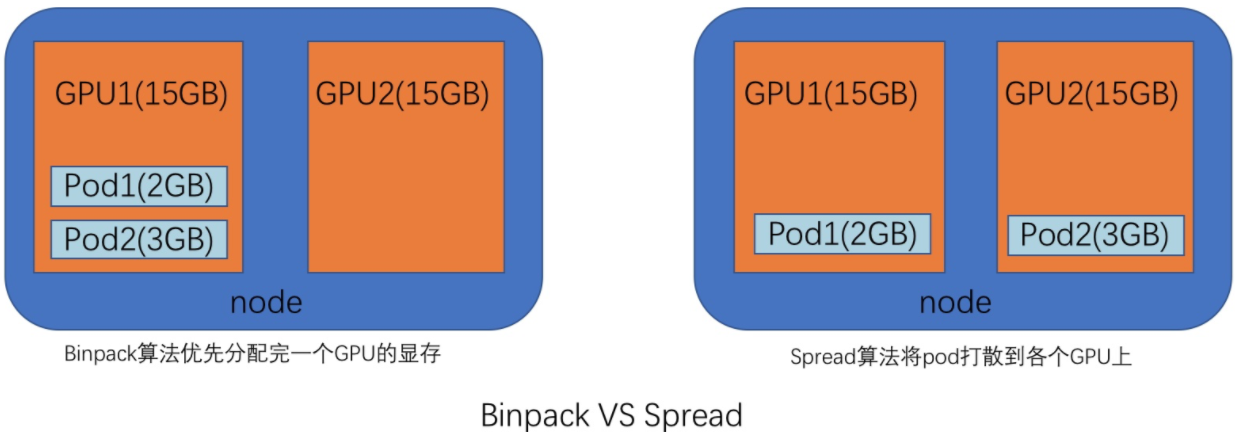 GPU1(15GB)
GPU2(15GB)
Pod1(2GB)
Pod2(3GB)
node
Binpack算法优先分配完一个GPU的显存
GPU1(15GB)
GPU2(15GB)
Pod1(2GB)
Pod2(3GB)
node
Spread算法将pod打散到各个GPU上
Binpack VS Spread